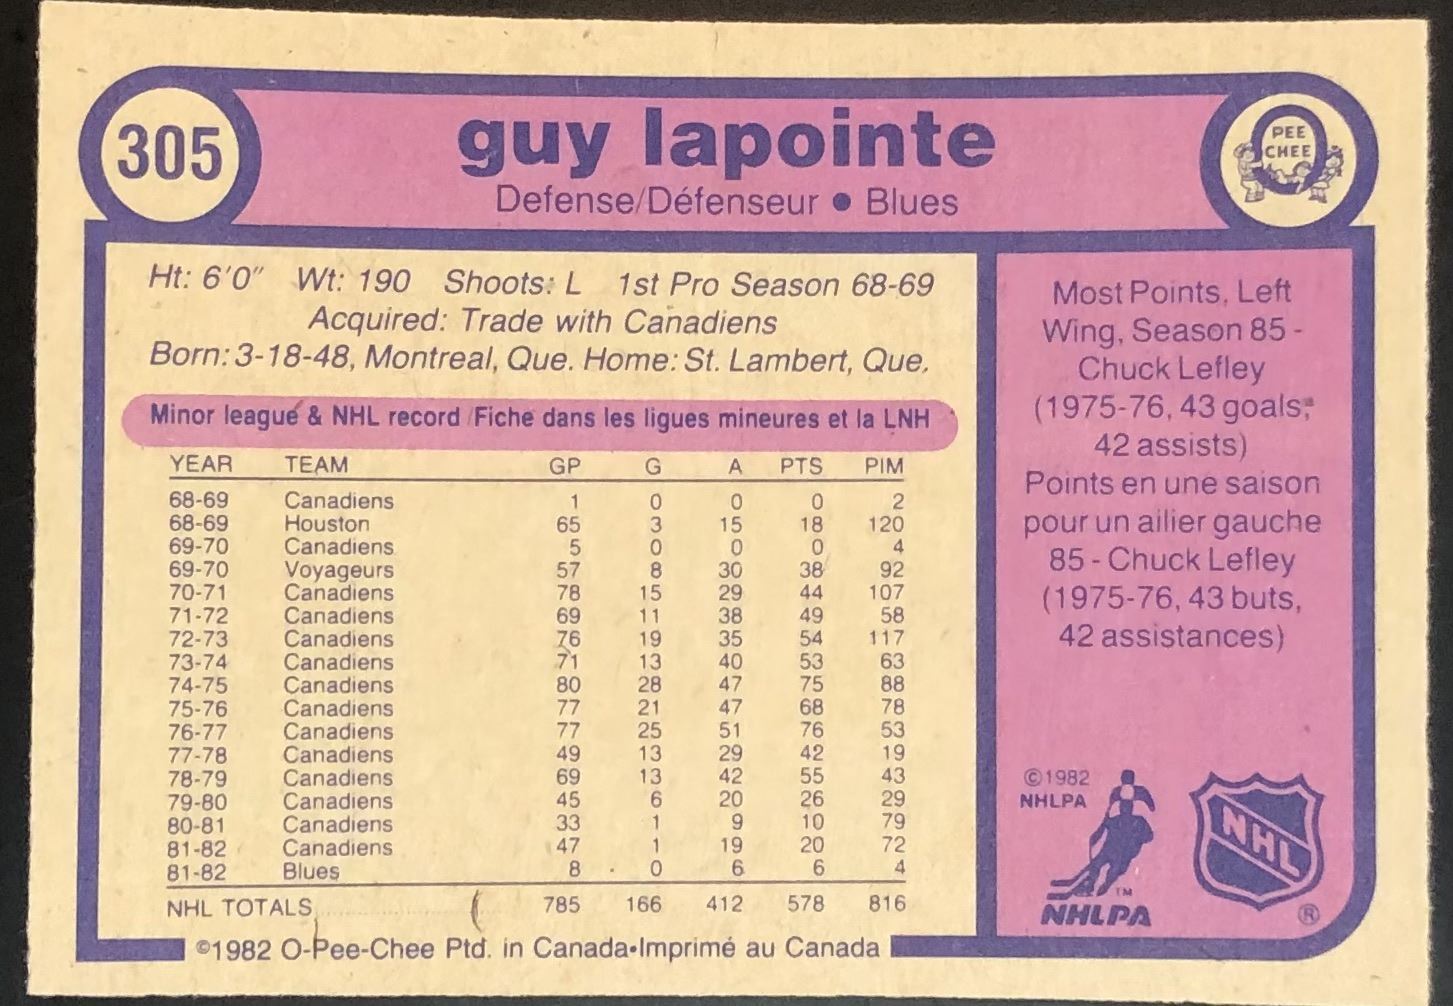 305
guy lapointe
Defense/Défenseur • Blues
PEE
CHEE
Ht: 6'0" Wt: 190 Shoots: L 1st Pro Season 68-69
Acquired: Trade with Canadiens
Born: 3-18-48, Montreal, Que. Home: St. Lambert, Que.
Minor league & NHL record/Fiche dans les ligues mineures et la LNH
YEAR TEAM GP G A PTS PIM
68-69 Canadiens 1 0 0 0 2
68-69 Houston 65 3 15 18 120
69-70 Canadiens 5 0 0 0 4
69-70 Voyageurs 57 8 30 38 92
70-71 Canadiens 78 15 29 44 107
71-72 Canadiens 69 11 38 49 58
72-73 Canadiens 76 19 35 54 117
73-74 Canadiens 71 13 40 53 63
74-75 Canadiens 80 28 47 75 88
75-76 Canadiens 77 21 47 68 78
76-77 Canadiens 77 25 51 76 53
77-78 Canadiens 49 13 29 42 19
78-79 Canadiens 69 13 42 55 43
79-80 Canadiens 45 6 20 26 29
80-81 Canadiens 33 1 9 10 79
81-82 Canadiens 47 1 19 20 72
81-82 Blues 8 0 6 6 4
NHL TOTALS 785 166 412 578 816
©1982 O-Pee-Chee Ptd. in Canada•Imprimé au Canada
Most Points, Left
Wing, Season 85 -
Chuck Lefley
(1975-76, 43 goals,
42 assists)
Points en une saison
pour un ailier gauche
85 - Chuck Lefley
(1975-76, 43 buts,
42 assistances)
©1982
NHLPA
TM
NHLPA
NHL
®